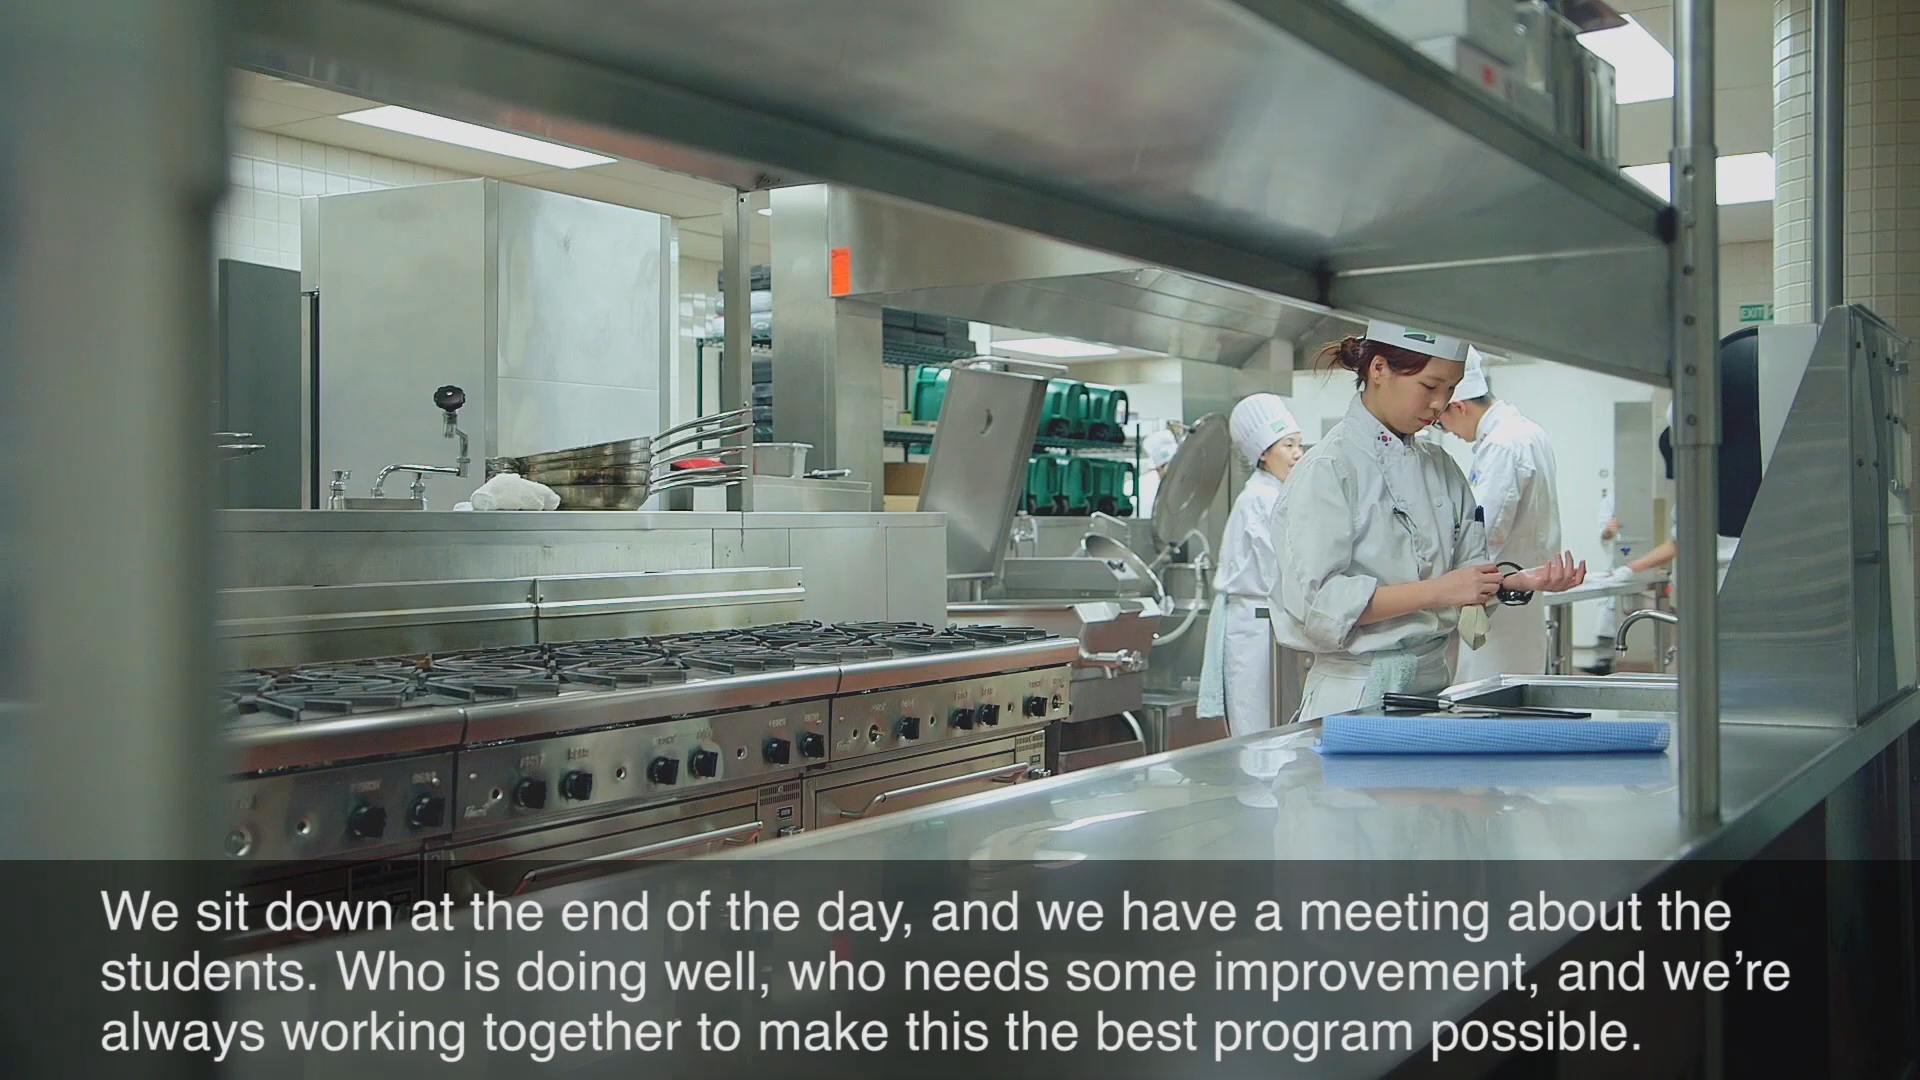 EXIT
We sit down at the end of the day, and we have a meeting about the
students. Who is doing well, who needs some improvement, and we’re
always working together to make this the best program possible.